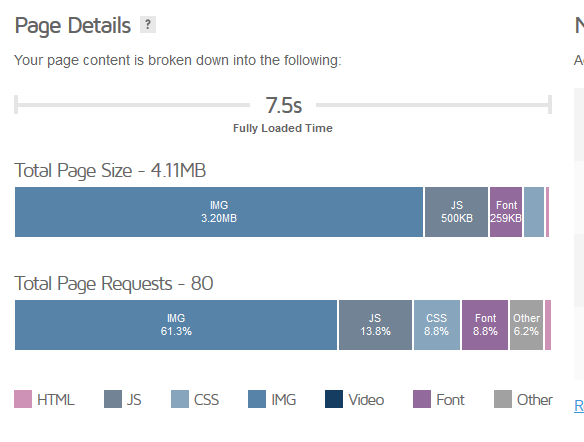 Page Details ?
Your page content is broken down into the following:
7.5s
Fully Loaded Time
Total Page Size - 4.11MB
IMG JS Font
3.20MB 500KB 259KB
Total Page Requests - 80
IMG JS CSS Font Other
61.3% 13.8% 8.8% 8.8% 6.2%
HTML JS CSS IMG Video Font Other